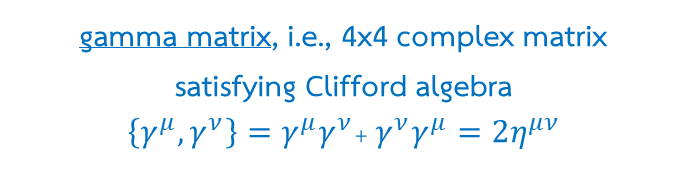 gamma matrix, i.e., 4x4 complex matrix
satisfying Clifford algebra
{γ^μ, γ^ν} = γ^μγ^ν + γ^νγ^μ = 2η^μν